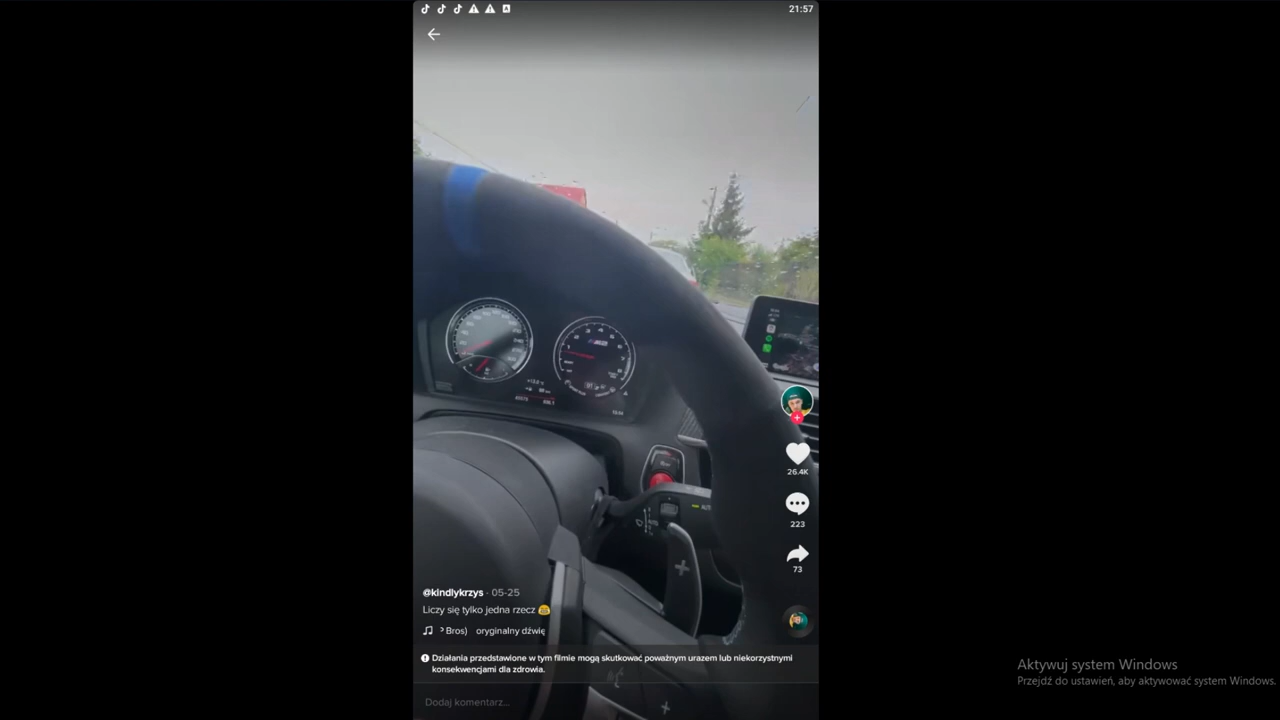 21:57
26.4K
223
73
@kindlykrzys · 05-25
Liczy się tylko jedna rzecz
Bros) oryginalny dźwię
Działania przedstawione w tym filmie mogą skutkować poważnym urazem lub niekorzystnymi
konsekwencjami dla zdrowia.
Dodaj komentarz...
Aktywuj system Windows
Przejdź do ustawień, aby aktywować system Windows.